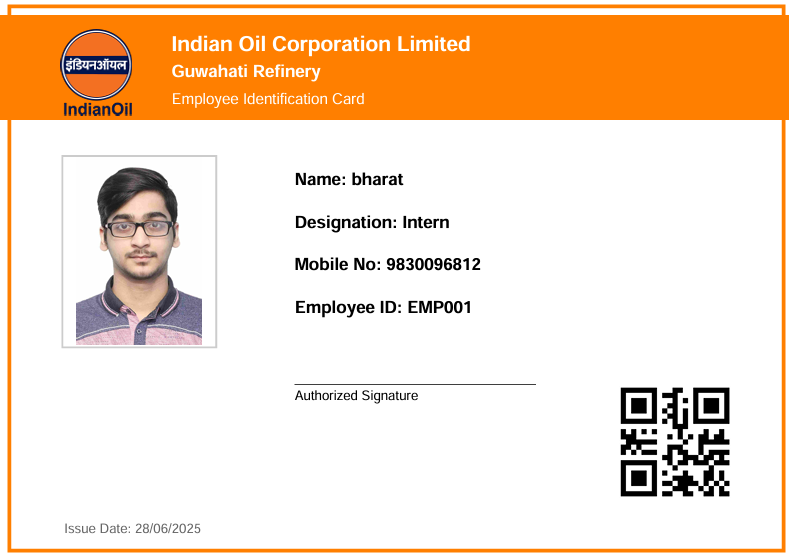 Indian Oil Corporation Limited
Guwahati Refinery
Employee Identification Card
इंडियनऑयल
IndianOil
Name: bharat
Designation: Intern
Mobile No: 9830096812
Employee ID: EMP001
Authorized Signature
Issue Date: 28/06/2025